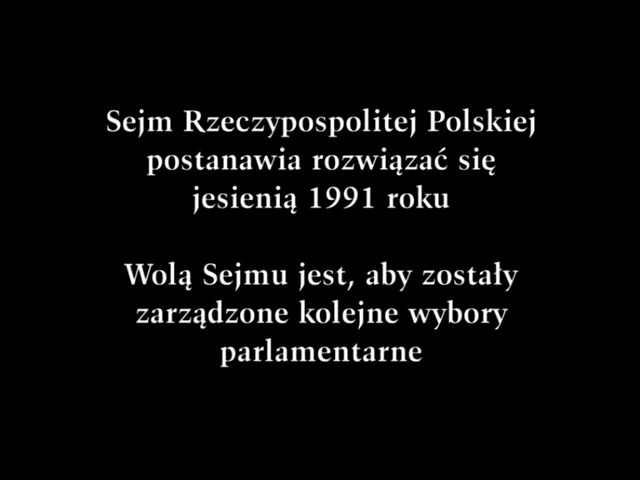 Sejm Rzeczypospolitej Polskiej
postanawia rozwiązać się
jesienią 1991 roku
Wolą Sejmu jest, aby zostały
zarządzone kolejne wybory
parlamentarne